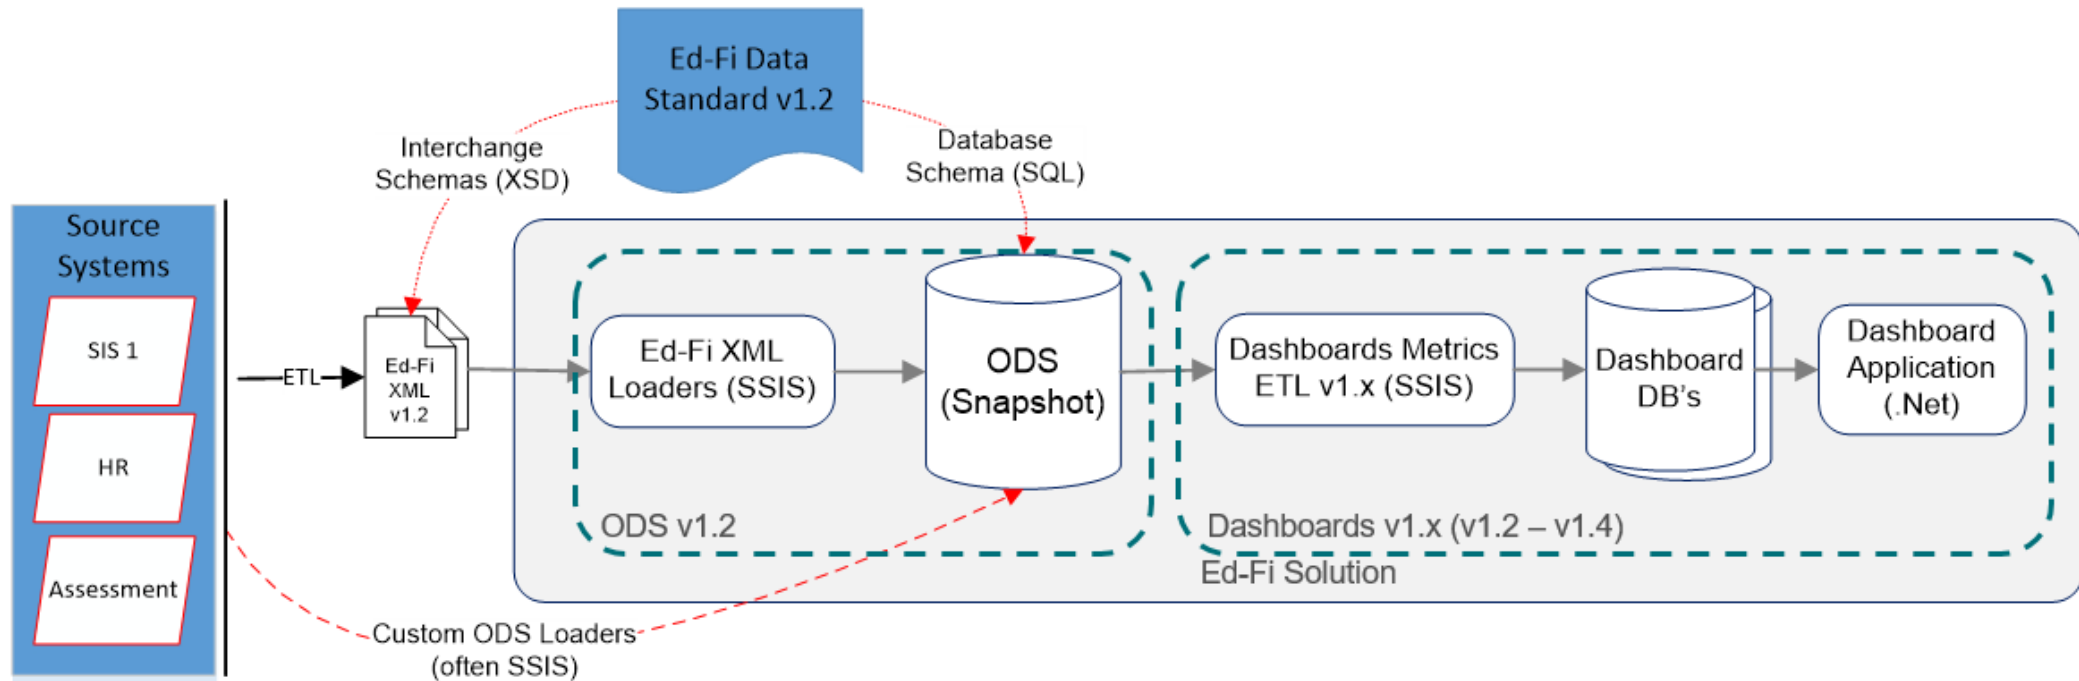 Ed-Fi Data
Standard v1.2
Interchange
Schemas (XSD)
Database
Schema (SQL)
Source
Systems
SIS 1
HR
Assessment
ETL
Ed-Fi
XML
v1.2
Ed-Fi XML
Loaders (SSIS)
ODS
(Snapshot)
ODS v1.2
Dashboards Metrics
ETL v1.x (SSIS)
Dashboard
DB's
Dashboard
Application
(.Net)
Dashboards v1.x (v1.2 – v1.4)
Ed-Fi Solution
Custom ODS Loaders
(often SSIS)